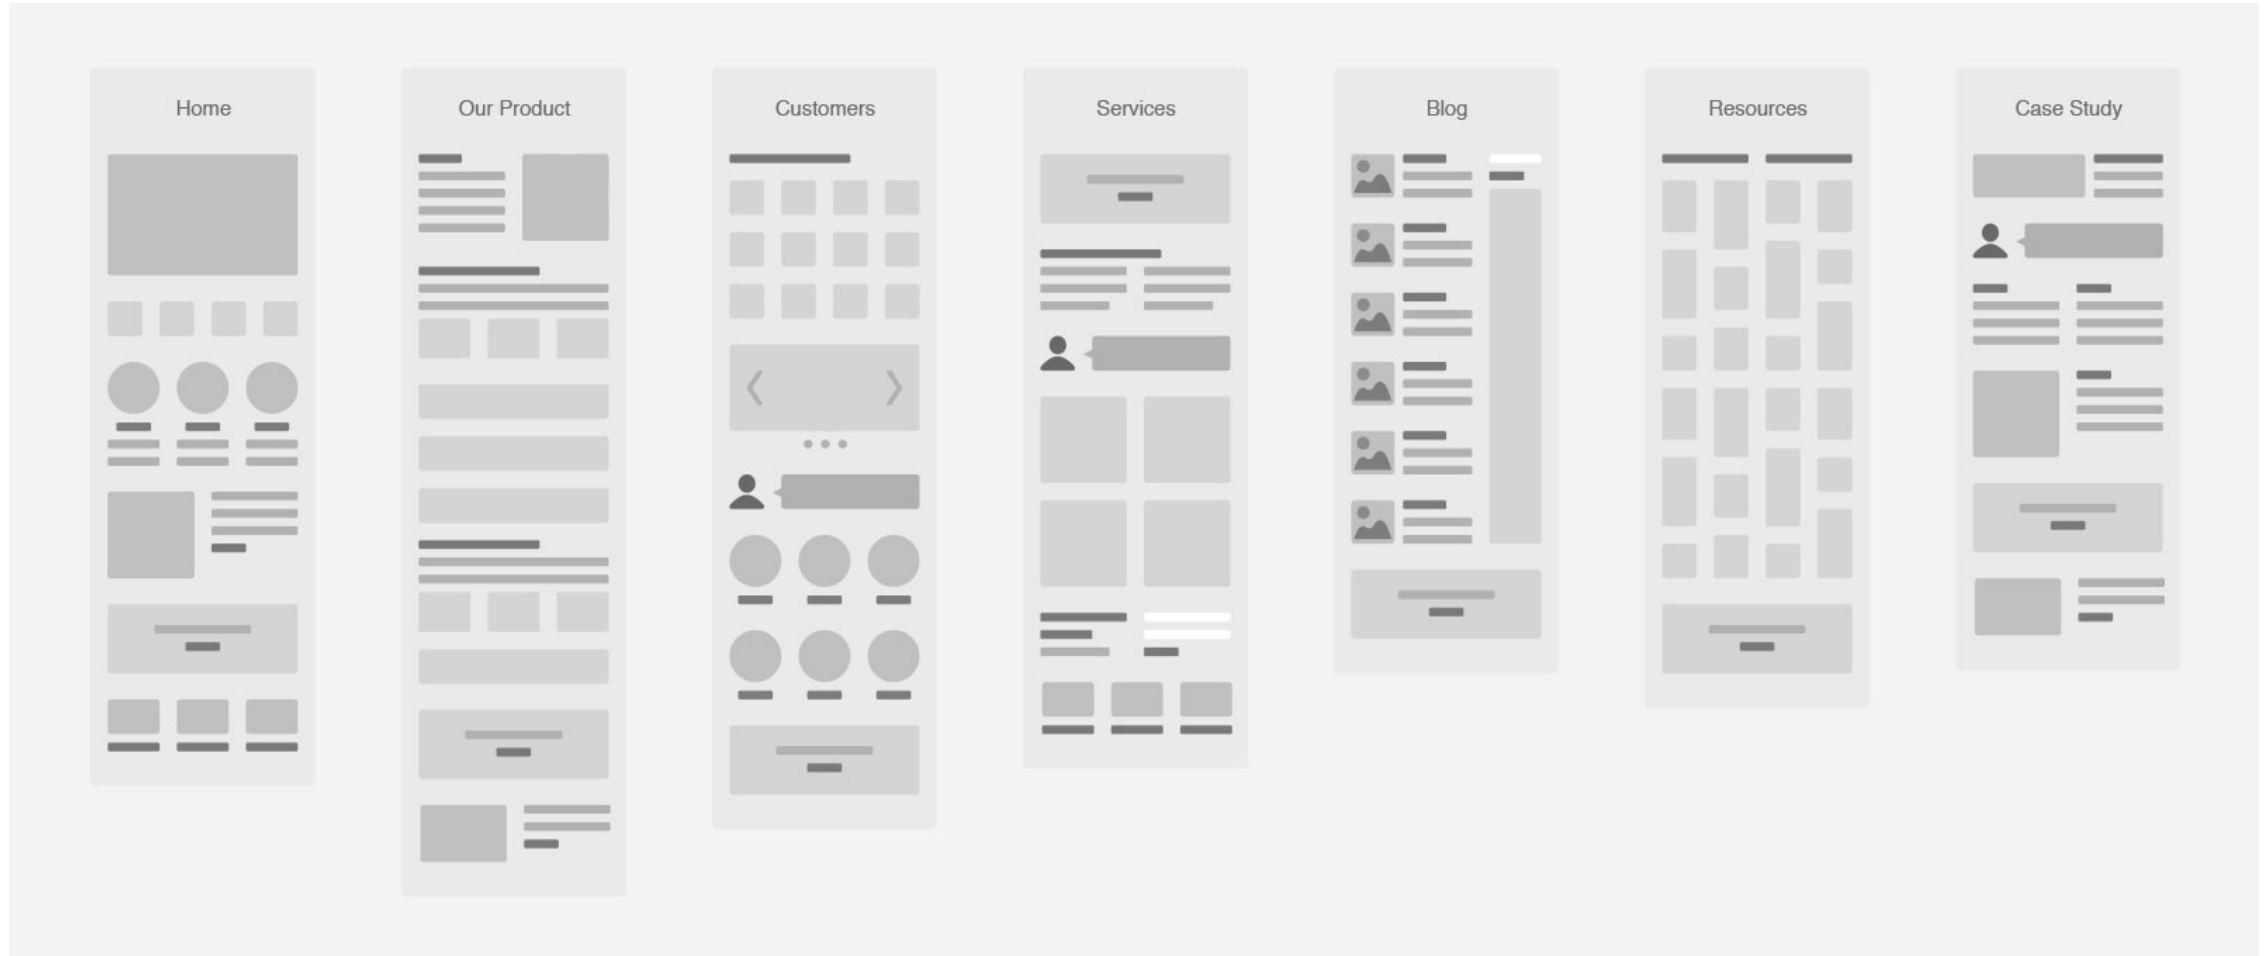 Home
Our Product
Customers
Services
Blog
Resources
Case Study